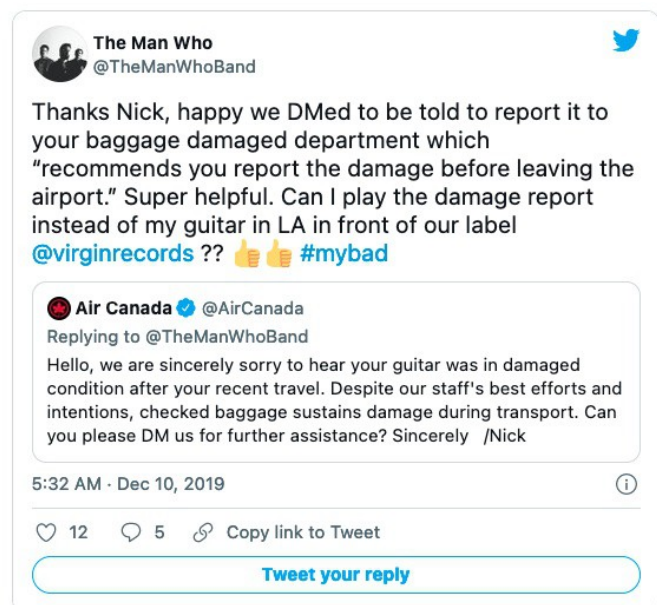 The Man Who
@TheManWhoBand
Thanks Nick, happy we DMed to be told to report it to
your baggage damaged department which
“recommends you report the damage before leaving the
airport.” Super helpful. Can I play the damage report
instead of my guitar in LA in front of our label
@virginrecords ?? 👍👍 #mybad
Air Canada @AirCanada
Replying to @TheManWhoBand
Hello, we are sincerely sorry to hear your guitar was in damaged
condition after your recent travel. Despite our staff's best efforts and
intentions, checked baggage sustains damage during transport. Can
you please DM us for further assistance? Sincerely /Nick
5:32 AM · Dec 10, 2019
12 5 Copy link to Tweet
Tweet your reply